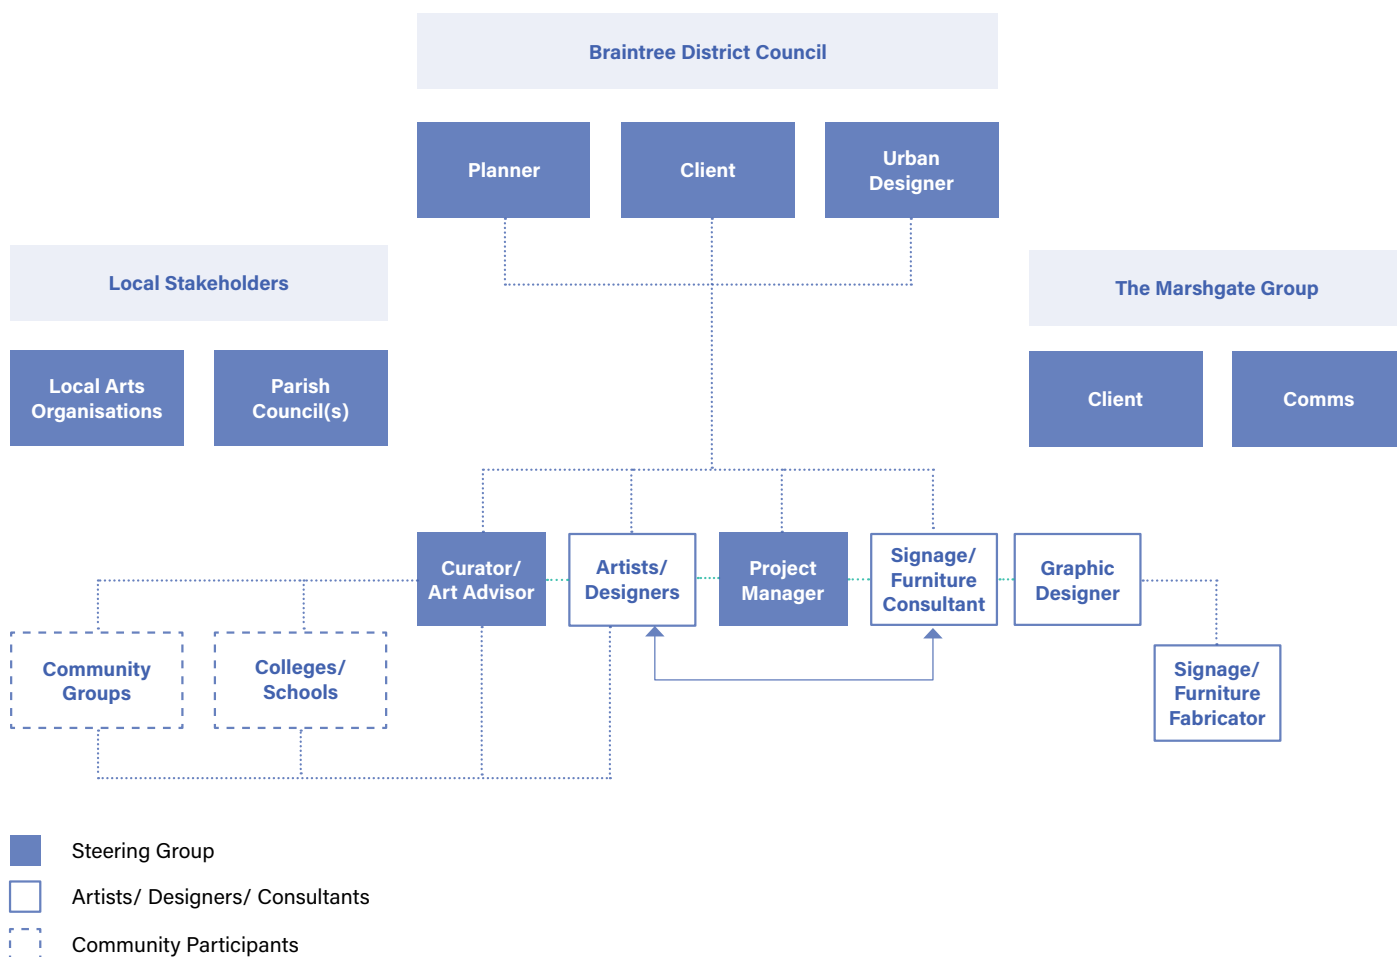 Braintree District Council
Planner
Client
Urban
Designer
Local Stakeholders
The Marshgate Group
Local Arts
Organisations
Parish
Council(s)
Client
Comms
Curator/
Art Advisor
Artists/
Designers
Project
Manager
Signage/
Furniture
Consultant
Graphic
Designer
Community
Groups
Colleges/
Schools
Signage/
Furniture
Fabricator
Steering Group
Artists/ Designers/ Consultants
Community Participants